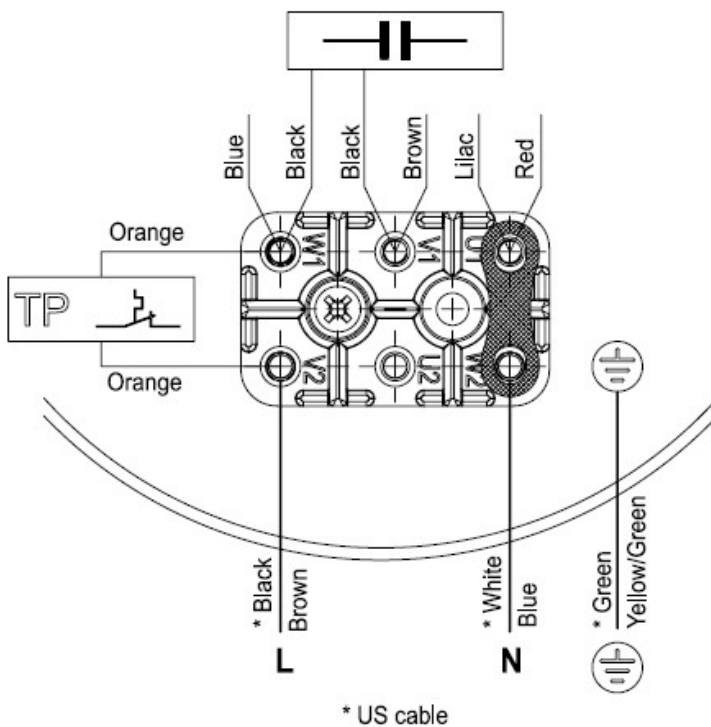 Blue
Black
Black
Brown
Lilac
Red
Orange
W1
V1
U1
TP
Orange
V2
U2
W2
* Black
Brown
* White
Blue
* Green
Yellow/Green
L
N
* US cable